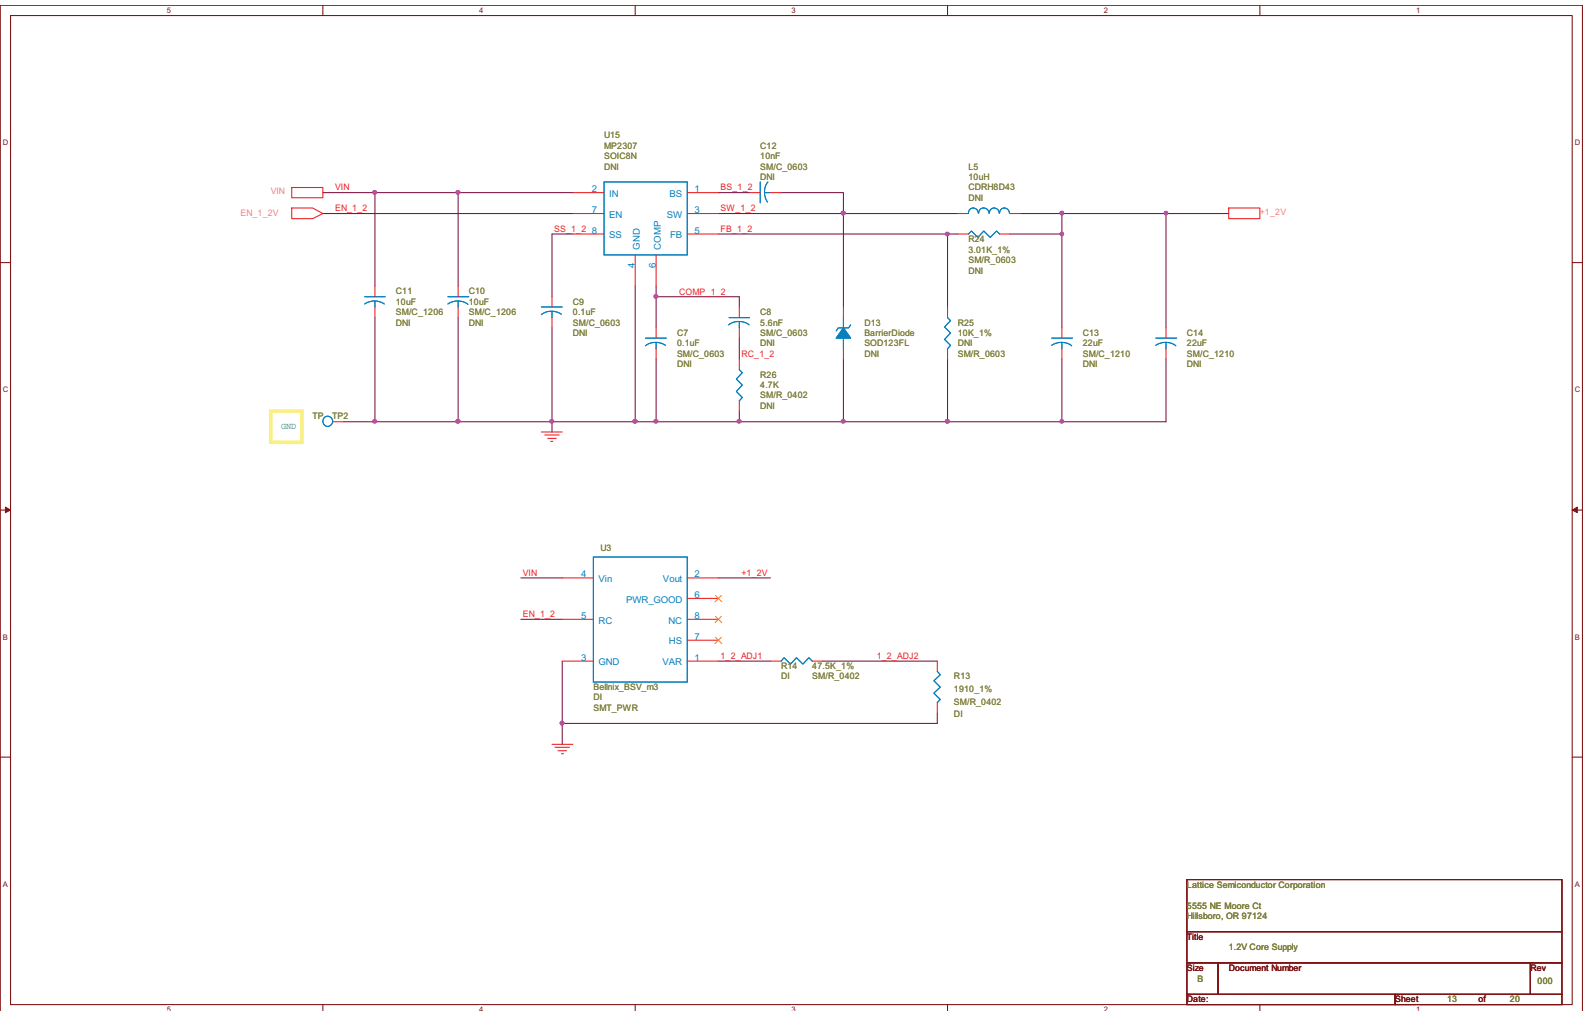 5 4 3 2 1
D D
C C
B B
A A
U15
MP2307
SOIC8N
DNI
C12
10nF
SM/C_0603
DNI
L5
10uH
CDRH8D43
DNI
VIN VIN 2 IN BS 1 BS_1_2
EN_1_2V EN_1_2 7 EN SW 3 SW_1_2 +1_2V
SS_1_2 8 SS FB 5 FB_1_2
GND COMP
4 6
R24
3.01K_1%
SM/R_0603
DNI
COMP_1_2
C11
10uF
SM/C_1206
DNI
C10
10uF
SM/C_1206
DNI
C9
0.1uF
SM/C_0603
DNI
C7
0.1uF
SM/C_0603
DNI
C8
5.6nF
SM/C_0603
DNI
RC_1_2
R26
4.7K
SM/R_0402
DNI
D13
BarrierDiode
SOD123FL
DNI
R25
10K_1%
DNI
SM/R_0603
C13
22uF
SM/C_1210
DNI
C14
22uF
SM/C_1210
DNI
GND TP TP2
U3
VIN 4 Vin Vout 2 +1_2V
PWR_GOOD 6
EN_1_2 5 RC NC 8
HS 7
3 GND VAR 1 1_2_ADJ1 1_2_ADJ2
R14 47.5K_1%
DI SM/R_0402
R13
1910_1%
SM/R_0402
DI
Bellnix_BSV_m3
DI
SMT_PWR
Lattice Semiconductor Corporation
5555 NE Moore Ct
Hillsboro, OR 97124
Title
1.2V Core Supply
Size Document Number Rev
B 000
Date: Sheet 13 of 20
5 4 3 2 1